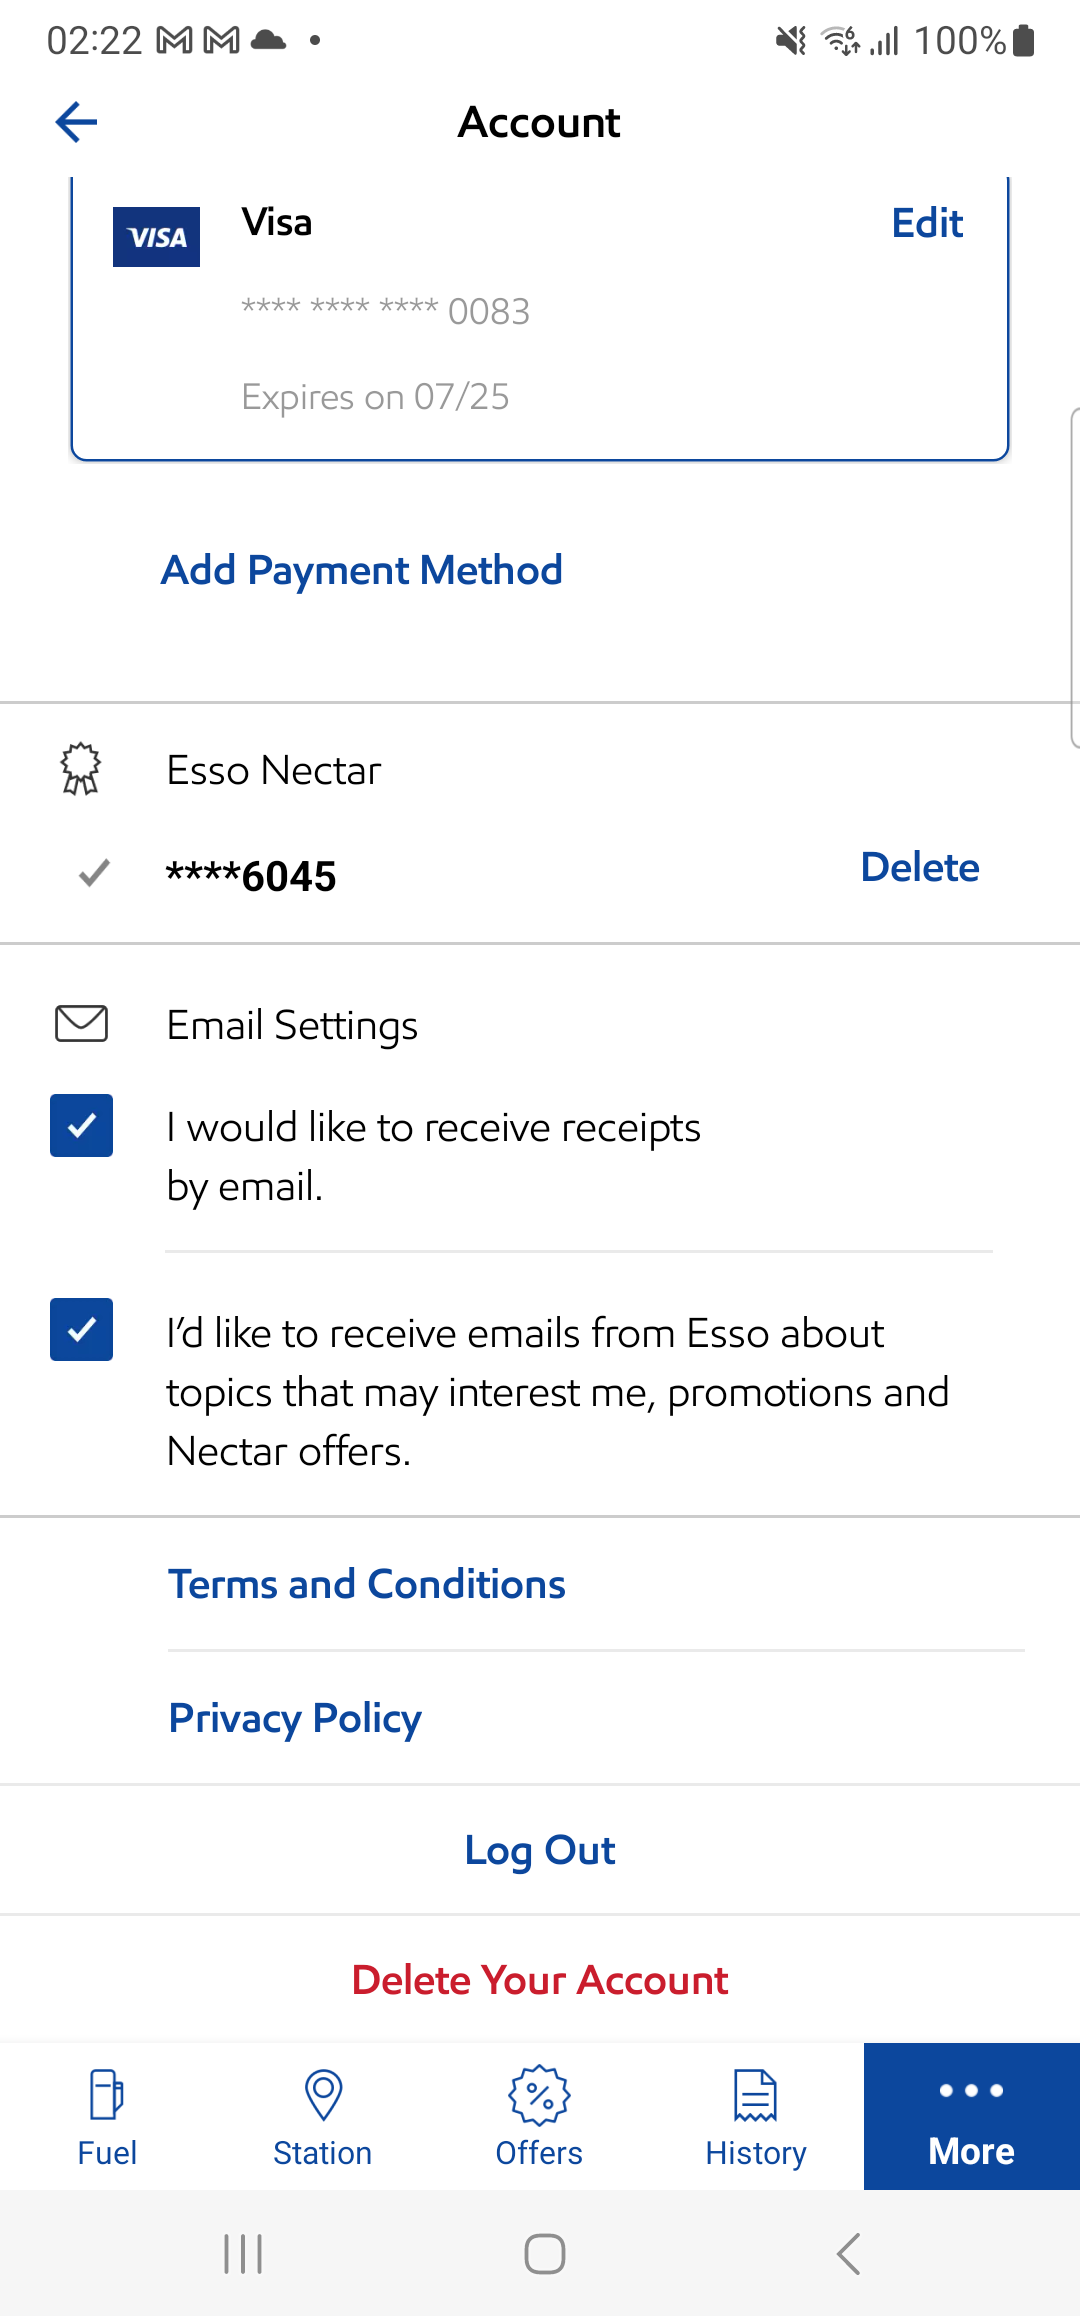 02:22 100%
Account
VISA Visa Edit
**** **** **** 0083
Expires on 07/25
Add Payment Method
Esso Nectar
****6045 Delete
Email Settings
I would like to receive receipts
by email.
I’d like to receive emails from Esso about
topics that may interest me, promotions and
Nectar offers.
Terms and Conditions
Privacy Policy
Log Out
Delete Your Account
Fuel Station Offers History More